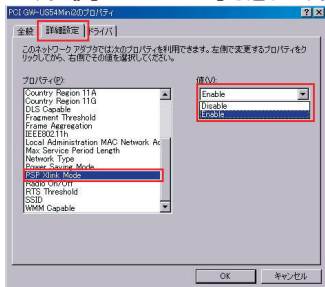 PCI GW-US54Mini2のプロパティ
全般 詳細設定 ドライバ
このネットワーク アダプタでは次のプロパティを利用できます。左側で変更するプロパティをク
リックしてから、右側でその値を選択してください。
プロパティ(P): 値(V):
Country Region 11A
Country Region 11G
DLS Capable
Fragment Threshold
Frame Aggregation
IEEE802.11h
Local Administration MAC Network Ac
Max Service Period Length
Network Type
Power Saving Mode
PSP Xlink Mode
Radio On/Off
RTS Threshold
SSID
WMM Capable
Enable
Disable
Enable
OK キャンセル